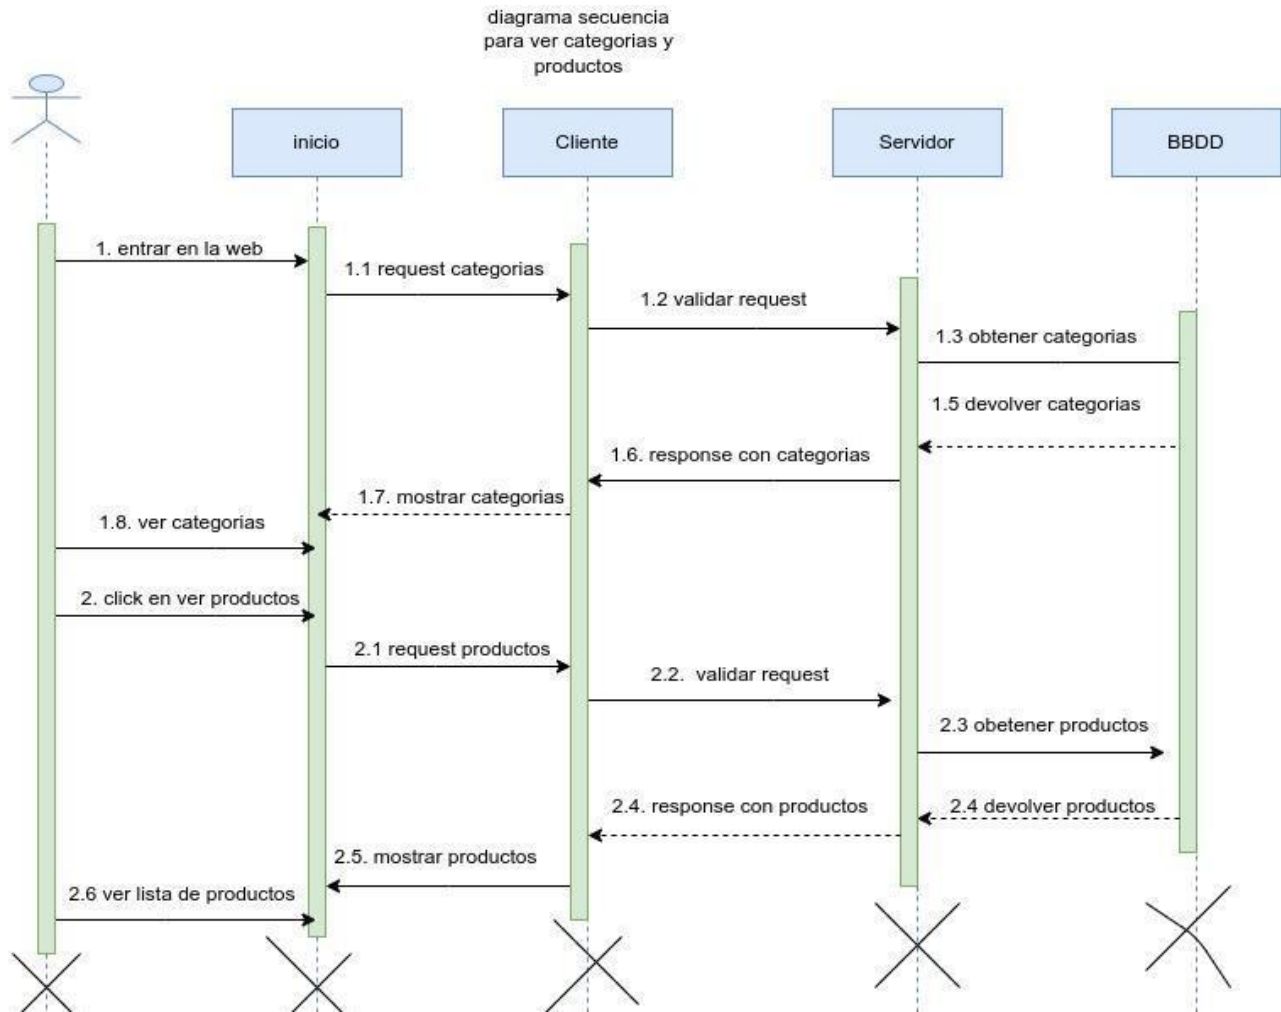 diagrama secuencia
para ver categorias y
productos
inicio
Cliente
Servidor
BBDD
1. entrar en la web
1.1 request categorias
1.2 validar request
1.3 obtener categorias
1.5 devolver categorias
1.6. response con categorias
1.7. mostrar categorias
1.8. ver categorias
2. click en ver productos
2.1 request productos
2.2. validar request
2.3 obetener productos
2.4. response con productos
2.4 devolver productos
2.5. mostrar productos
2.6 ver lista de productos